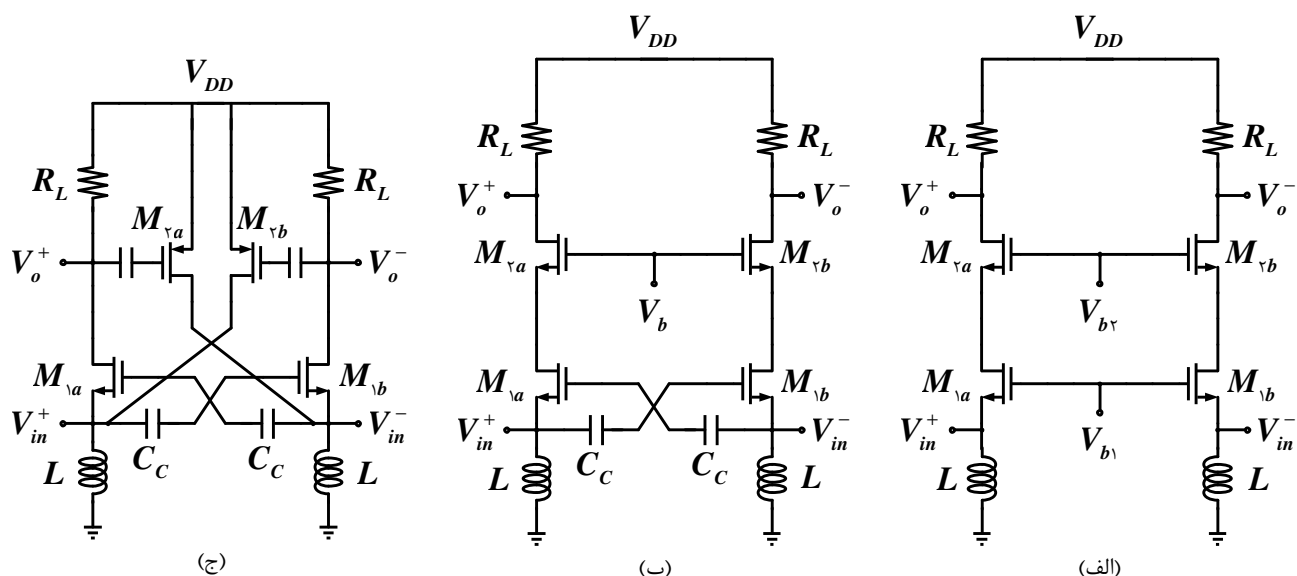 V_DD
R_L R_L
V_o^+ M_۲a M_۲b V_o^-
M_۱a M_۱b
V_in^+ V_in^-
L C_C C_C L
(ج)
V_DD
R_L R_L
V_o^+ V_o^-
M_۲a M_۲b
V_b
M_۱a M_۱b
V_in^+ V_in^-
L C_C C_C L
(ب)
V_DD
R_L R_L
V_o^+ V_o^-
M_۲a M_۲b
V_b۲
M_۱a M_۱b
V_in^+ V_in^-
V_b۱
L L
(الف)